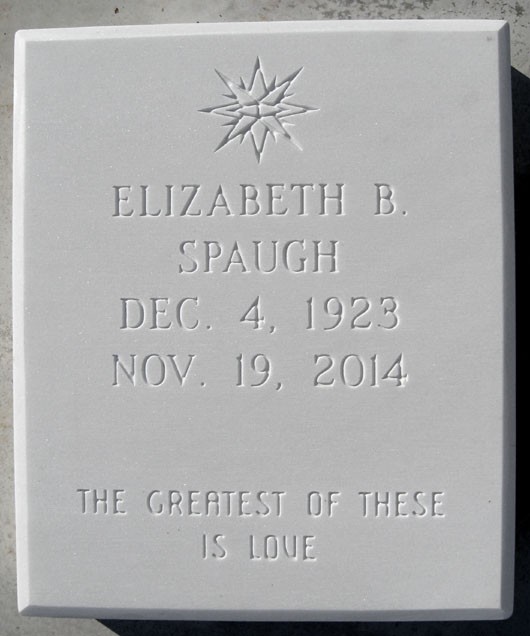 ELIZABETH B.
SPAUGH
DEC. 4, 1923
NOV. 19, 2014
THE GREATEST OF THESE
IS LOVE